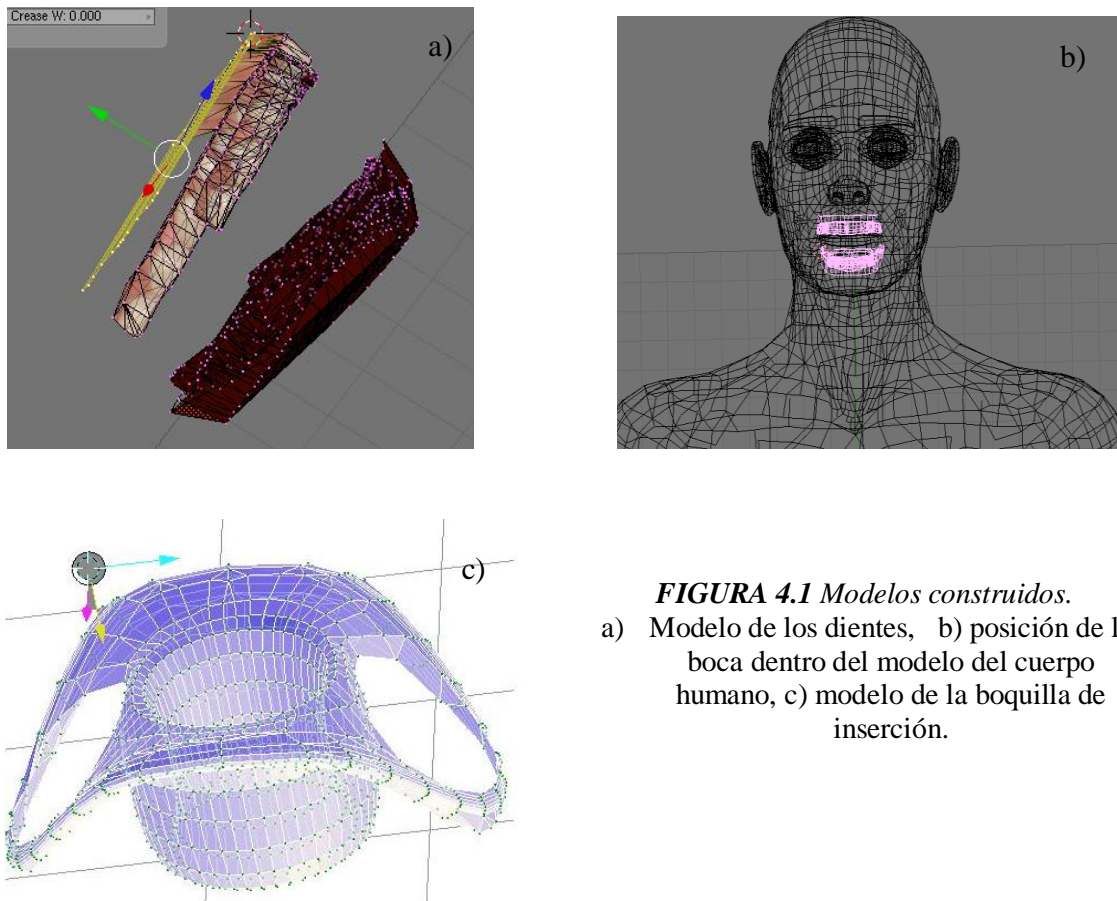 Crease W: 0.000
a)
b)
c)
FIGURA 4.1 Modelos construidos.
a) Modelo de los dientes, b) posición de
boca dentro del modelo del cuerpo
humano, c) modelo de la boquilla de
inserción.